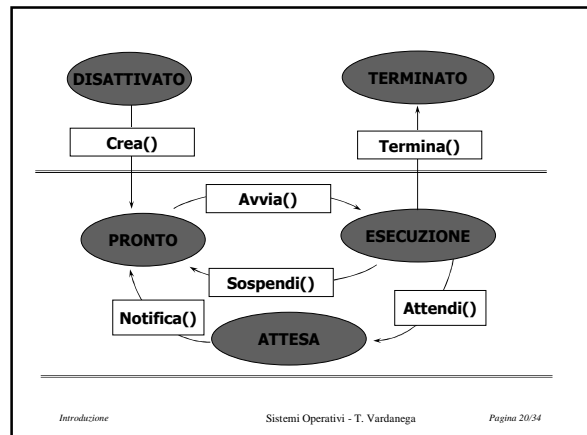 DISATTIVATO
TERMINATO
Crea()
Termina()
Avvia()
PRONTO
ESECUZIONE
Sospendi()
Notifica()
Attendi()
ATTESA
Introduzione Sistemi Operativi - T. Vardanega Pagina 20/34